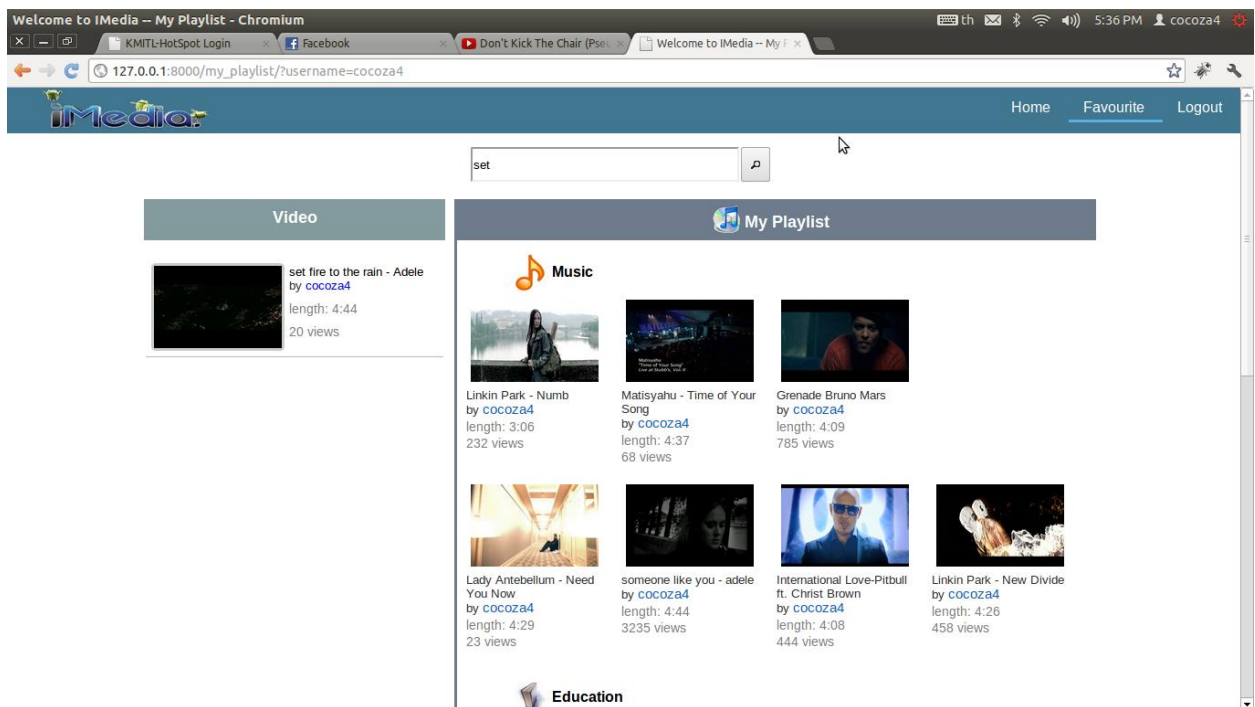 Welcome to IMedia -- My Playlist - Chromium
th 5:36 PM cocoza4
KMITL-HotSpot Login
Facebook
Don't Kick The Chair (Pseu
Welcome to IMedia -- My P
127.0.0.1:8000/my_playlist/?username=cocoza4
iMedia
Home Favourite Logout
set
Video
set fire to the rain - Adele
by cocoza4
length: 4:44
20 views
My Playlist
Music
Linkin Park - Numb
by cocoza4
length: 3:06
232 views
Matisyahu - Time of Your
Song
by cocoza4
length: 4:37
68 views
Grenade Bruno Mars
by cocoza4
length: 4:09
785 views
Lady Antebellum - Need
You Now
by cocoza4
length: 4:29
23 views
someone like you - adele
by cocoza4
length: 4:44
3235 views
International Love-Pitbull
ft. Christ Brown
by cocoza4
length: 4:08
444 views
Linkin Park - New Divide
by cocoza4
length: 4:26
458 views
Education